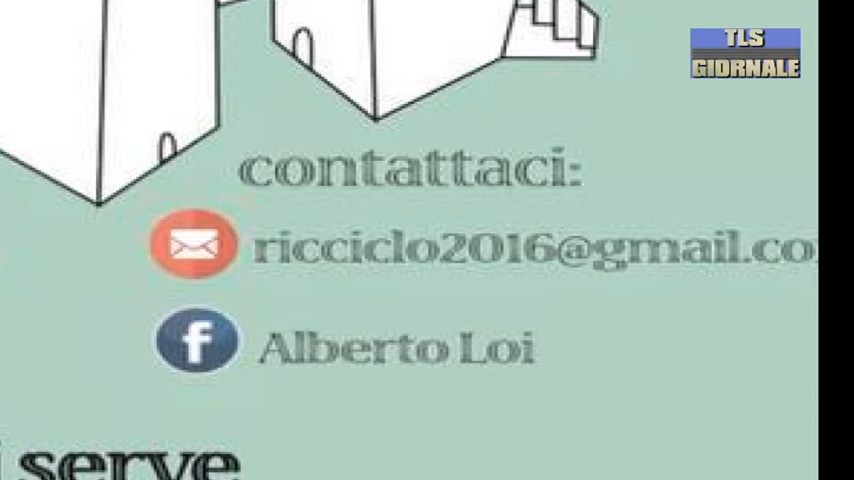 TLS
GIORNALE
contattaci:
ricciclo2016@gmail.co
Alberto Loi
serve